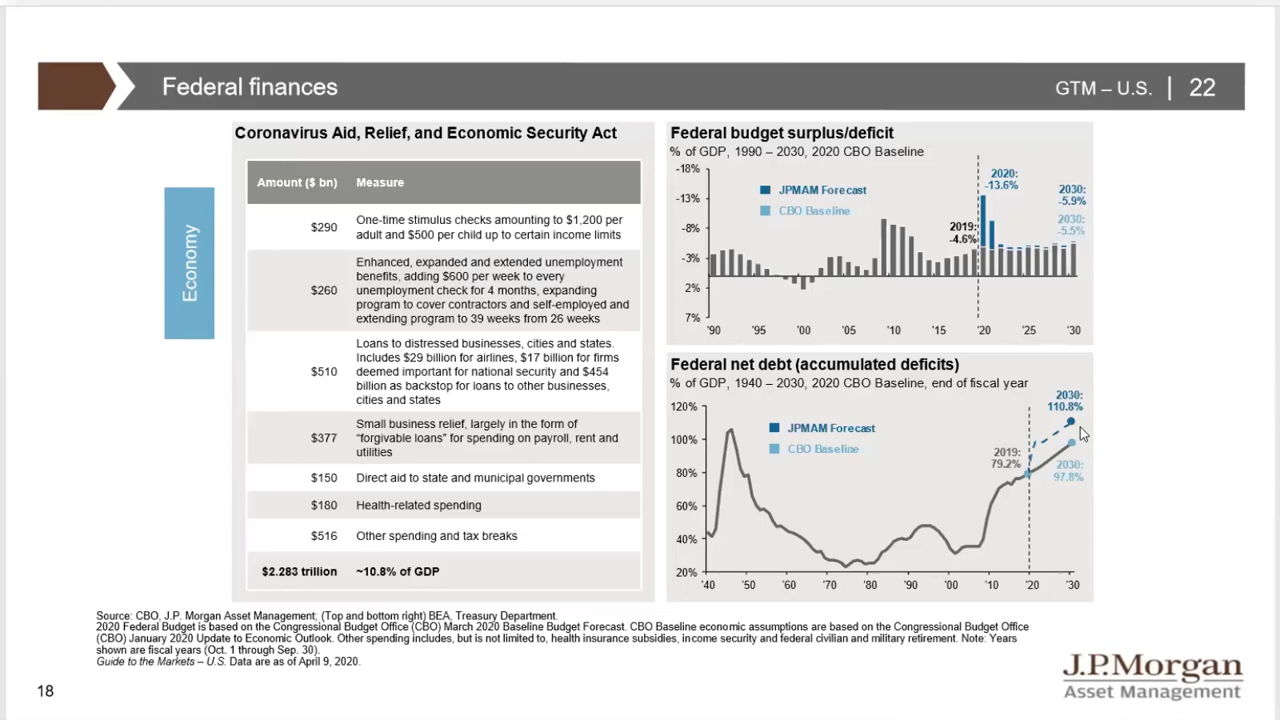 Federal finances
GTM – U.S. | 22
Economy
Coronavirus Aid, Relief, and Economic Security Act
Amount ($ bn) Measure
$290 One-time stimulus checks amounting to $1,200 per
adult and $500 per child up to certain income limits
$260 Enhanced, expanded and extended unemployment
benefits, adding $600 per week to every
unemployment check for 4 months, expanding
program to cover contractors and self-employed and
extending program to 39 weeks from 26 weeks
$510 Loans to distressed businesses, cities and states.
Includes $29 billion for airlines, $17 billion for firms
deemed important for national security and $454
billion as backstop for loans to other businesses,
cities and states
$377 Small business relief, largely in the form of
“forgivable loans” for spending on payroll, rent and
utilities
$150 Direct aid to state and municipal governments
$180 Health-related spending
$516 Other spending and tax breaks
$2.283 trillion ~10.8% of GDP
Federal budget surplus/deficit
% of GDP, 1990 – 2030, 2020 CBO Baseline
-18%
-13%
-8%
-3%
2%
7%
JPMAM Forecast
CBO Baseline
2019:
-4.6%
2020:
-13.6%
2030:
-5.9%
2030:
-5.5%
'90 '95 '00 '05 '10 '15 '20 '25 '30
Federal net debt (accumulated deficits)
% of GDP, 1940 – 2030, 2020 CBO Baseline, end of fiscal year
120%
100%
80%
60%
40%
20%
JPMAM Forecast
CBO Baseline
2019:
79.2%
2030:
110.8%
2030:
97.8%
'40 '50 '60 '70 '80 '90 '00 '10 '20 '30
Source: CBO, J.P. Morgan Asset Management; (Top and bottom right) BEA, Treasury Department.
2020 Federal Budget is based on the Congressional Budget Office (CBO) March 2020 Baseline Budget Forecast. CBO Baseline economic assumptions are based on the Congressional Budget Office
(CBO) January 2020 Update to Economic Outlook. Other spending includes, but is not limited to, health insurance subsidies, income security and federal civilian and military retirement. Note: Years
shown are fiscal years (Oct. 1 through Sep. 30).
Guide to the Markets – U.S. Data are as of April 9, 2020.
18
J.P.Morgan
Asset Management